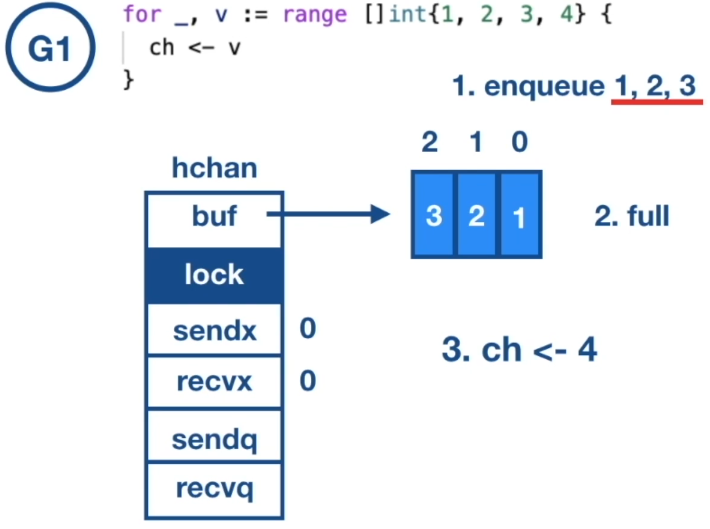 G1
for _, v := range []int{1, 2, 3, 4} {
ch <- v
}
1. enqueue 1, 2, 3
2 1 0
hchan
buf
3 2 1
2. full
lock
sendx 0
3. ch <- 4
recvx 0
sendq
recvq